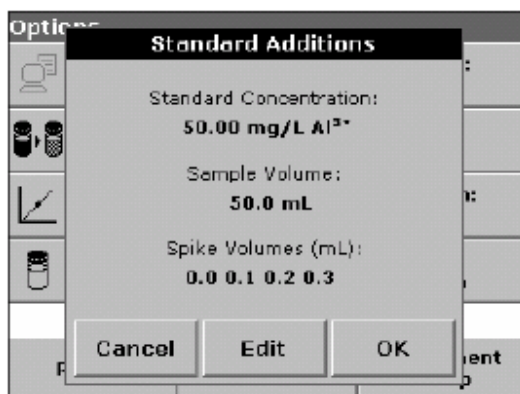 Options
Standard Additions
Standard Concentration:
50.00 mg/L Al³⁺
Sample Volume:
50.0 mL
Spike Volumes (mL):
0.0 0.1 0.2 0.3
Cancel Edit OK